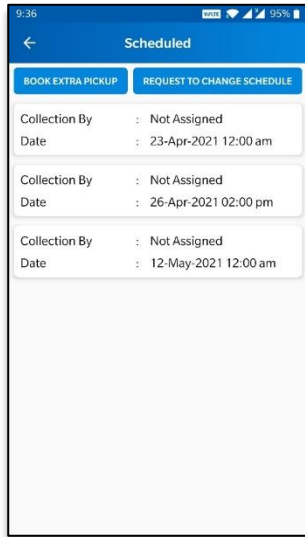 9:36 VoLTE 95%
Scheduled
BOOK EXTRA PICKUP REQUEST TO CHANGE SCHEDULE
Collection By : Not Assigned
Date : 23-Apr-2021 12:00 am
Collection By : Not Assigned
Date : 26-Apr-2021 02:00 pm
Collection By : Not Assigned
Date : 12-May-2021 12:00 am